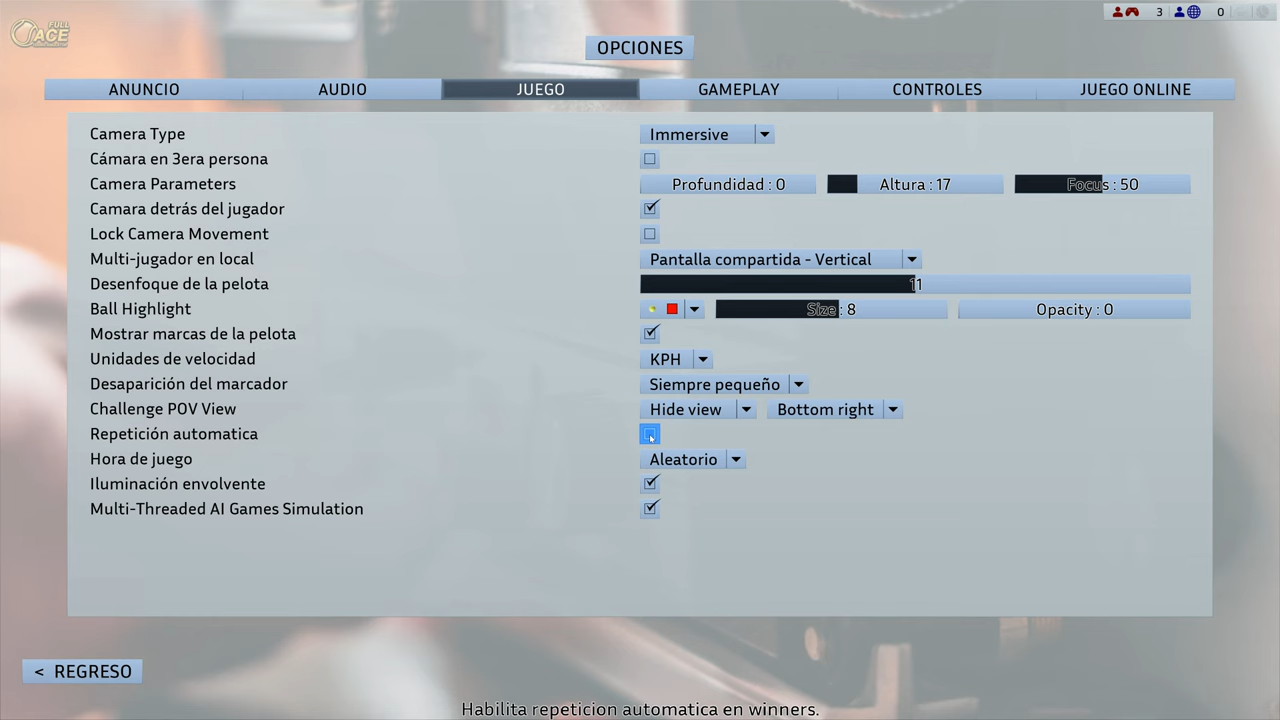 FULL
ACE
3 0
OPCIONES
ANUNCIO AUDIO JUEGO GAMEPLAY CONTROLES JUEGO ONLINE
Camera Type Immersive
Cámara en 3era persona
Camera Parameters Profundidad : 0 Altura : 17 Focus : 50
Camara detrás del jugador
Lock Camera Movement
Multi-jugador en local Pantalla compartida - Vertical
Desenfoque de la pelota 11
Ball Highlight Size : 8 Opacity : 0
Mostrar marcas de la pelota
Unidades de velocidad KPH
Desaparición del marcador Siempre pequeño
Challenge POV View Hide view Bottom right
Repetición automatica
Hora de juego Aleatorio
Iluminación envolvente
Multi-Threaded AI Games Simulation
< REGRESO
Habilita repeticion automatica en winners.